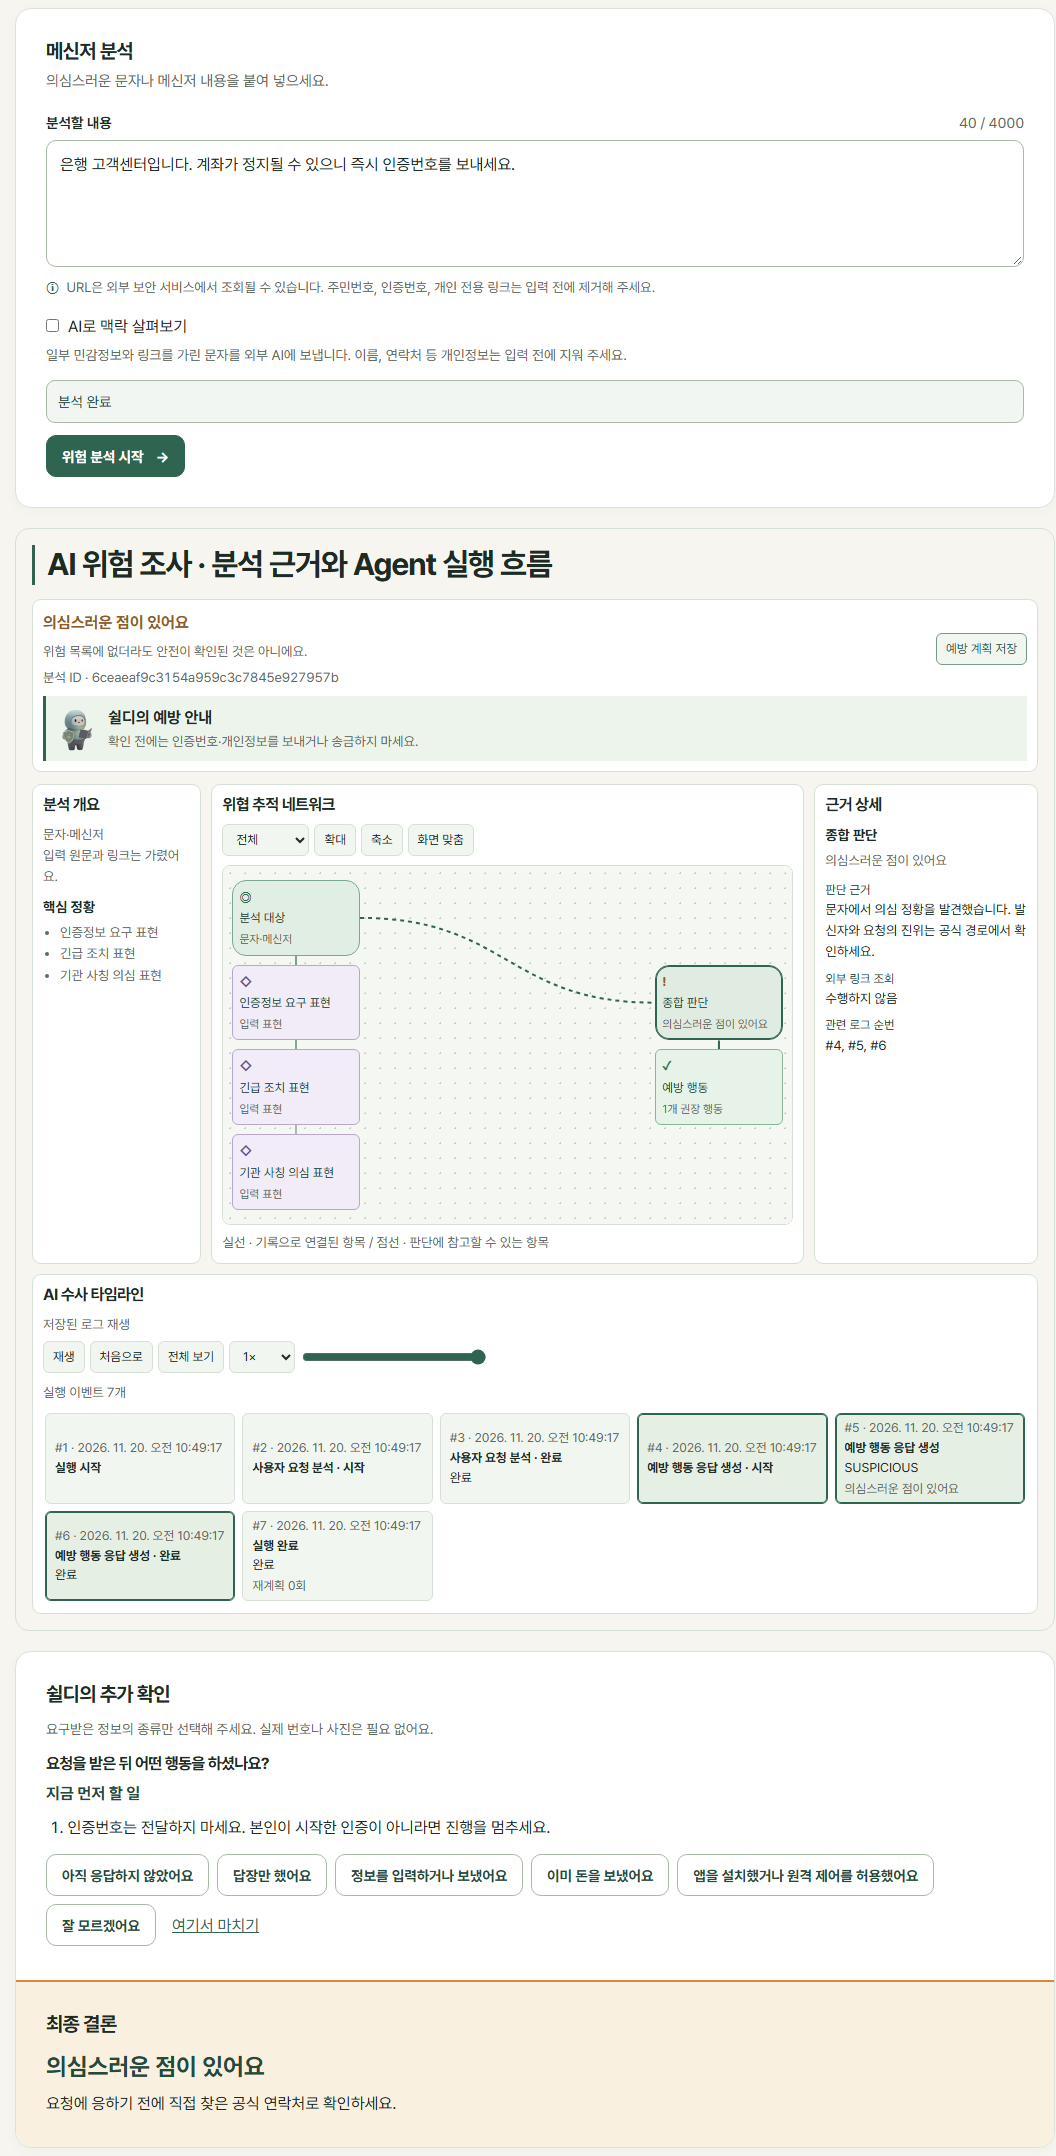 메신저 분석
의심스러운 문자나 메신저 내용을 붙여 넣으세요.
분석할 내용
40 / 4000
은행 고객센터입니다. 계좌가 정지될 수 있으니 즉시 인증번호를 보내세요.
URL은 외부 보안 서비스에서 조회될 수 있습니다. 주민번호, 인증번호, 개인 전용 링크는 입력 전에 제거해 주세요.
AI로 맥락 살펴보기
일부 민감정보와 링크를 가린 문자를 외부 AI에 보냅니다. 이름, 연락처 등 개인정보는 입력 전에 지워 주세요.
분석 완료
위험 분석 시작 →
AI 위험 조사 · 분석 근거와 Agent 실행 흐름
의심스러운 점이 있어요
위험 목록에 없더라도 안전이 확인된 것은 아니에요.
분석 ID · 6ceaeaf9c3154a959c3c7845e927957b
예방 계획 저장
쉴디의 예방 안내
확인 전에는 인증번호·개인정보를 보내거나 송금하지 마세요.
분석 개요
문자·메신저
입력 원문과 링크는 가렸어
요.
핵심 정황
• 인증정보 요구 표현
• 긴급 조치 표현
• 기관 사칭 의심 표현
위협 추적 네트워크
전체
확대
축소
화면 맞춤
◎
분석 대상
문자·메신저
◇
인증정보 요구 표현
입력 표현
◇
긴급 조치 표현
입력 표현
◇
기관 사칭 의심 표현
입력 표현
!
종합 판단
의심스러운 점이 있어요
✓
예방 행동
1개 권장 행동
실선 · 기록으로 연결된 항목 / 점선 · 판단에 참고할 수 있는 항목
근거 상세
종합 판단
의심스러운 점이 있어요
판단 근거
문자에서 의심 정황을 발견했습니다. 발
신자와 요청의 진위는 공식 경로에서 확
인하세요.
외부 링크 조회
수행하지 않음
관련 로그 순번
#4, #5, #6
AI 수사 타임라인
저장된 로그 재생
재생
처음으로
전체 보기
1×
실행 이벤트 7개
#1 · 2026. 11. 20. 오전 10:49:17
실행 시작
#2 · 2026. 11. 20. 오전 10:49:17
사용자 요청 분석 · 시작
#3 · 2026. 11. 20. 오전 10:49:17
사용자 요청 분석 · 완료
완료
#4 · 2026. 11. 20. 오전 10:49:17
예방 행동 응답 생성 · 시작
#5 · 2026. 11. 20. 오전 10:49:17
예방 행동 응답 생성
SUSPICIOUS
의심스러운 점이 있어요
#6 · 2026. 11. 20. 오전 10:49:17
예방 행동 응답 생성 · 완료
완료
#7 · 2026. 11. 20. 오전 10:49:17
실행 완료
완료
재계획 0회
쉴디의 추가 확인
요구받은 정보의 종류만 선택해 주세요. 실제 번호나 사진은 필요 없어요.
요청을 받은 뒤 어떤 행동을 하셨나요?
지금 먼저 할 일
1. 인증번호는 전달하지 마세요. 본인이 시작한 인증이 아니라면 진행을 멈추세요.
아직 응답하지 않았어요
답장만 했어요
정보를 입력하거나 보냈어요
이미 돈을 보냈어요
앱을 설치했거나 원격 제어를 허용했어요
잘 모르겠어요
여기서 마치기
최종 결론
의심스러운 점이 있어요
요청에 응하기 전에 직접 찾은 공식 연락처로 확인하세요.